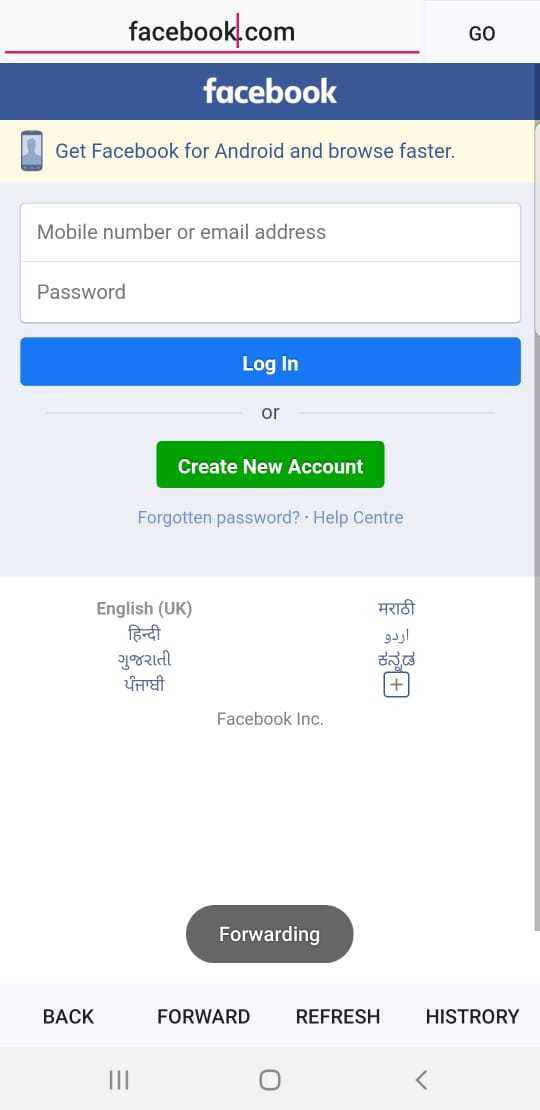 facebook.com GO
facebook
Get Facebook for Android and browse faster.
Mobile number or email address
Password
Log In
or
Create New Account
Forgotten password? · Help Centre
English (UK) मराठी
हिन्दी اردو
ગુજરાતી ಕನ್ನಡ
ਪੰਜਾਬੀ +
Facebook Inc.
Forwarding
BACK FORWARD REFRESH HISTRORY